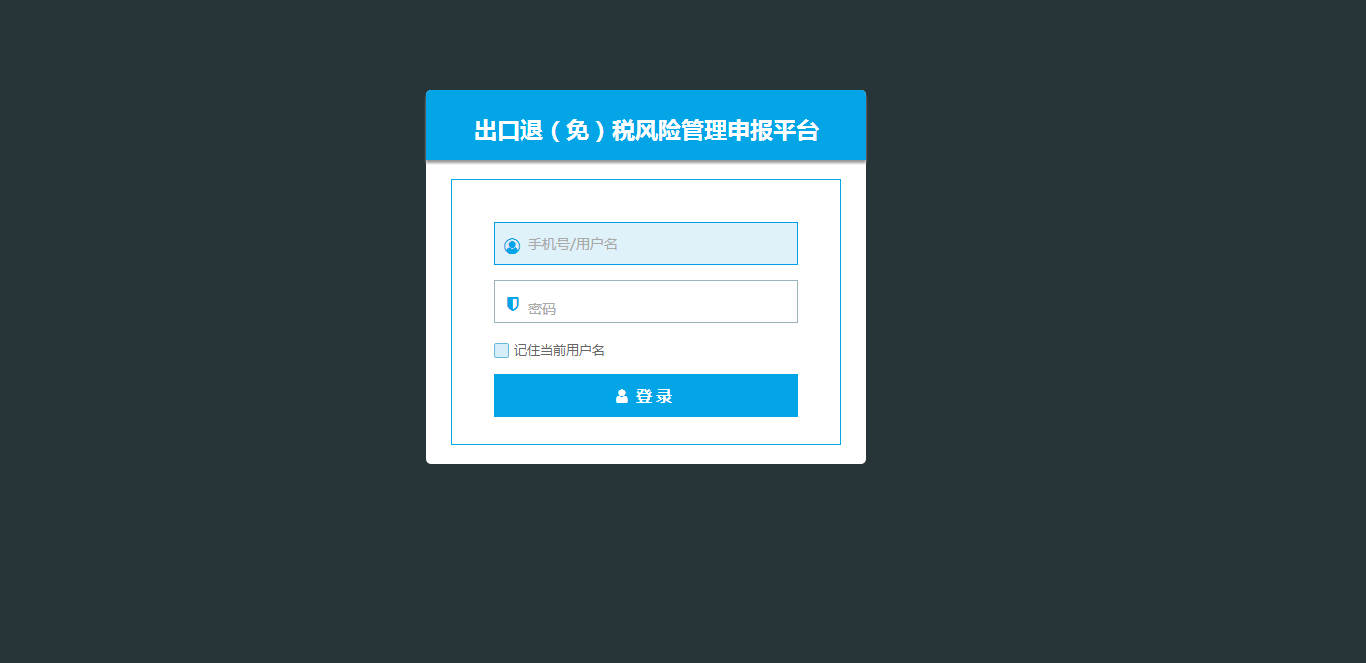 出口退（免）税风险管理申报平台
手机号/用户名
密码
记住当前用户名
登 录